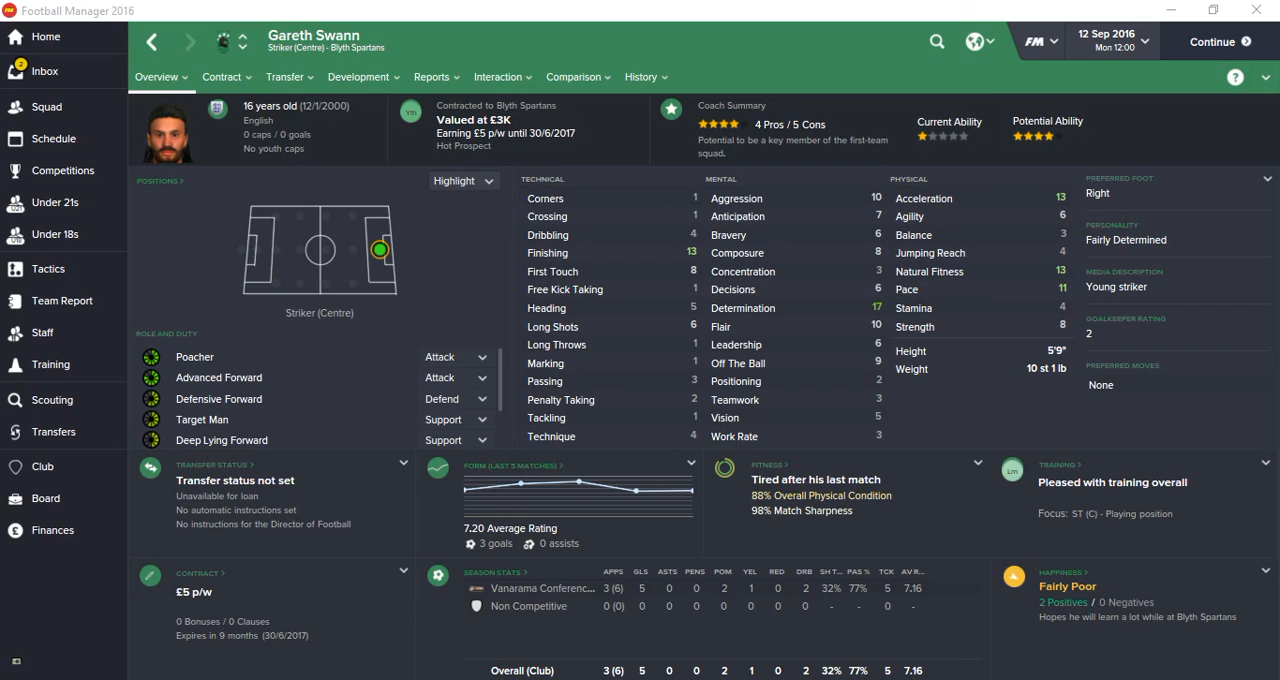 Football Manager 2016
Home
2
Inbox
Squad
Schedule
Competitions
Under 21s
Under 18s
Tactics
Team Report
Staff
Training
Scouting
Transfers
Club
Board
Finances
Gareth Swann
Striker (Centre) - Blyth Spartans
FM
12 Sep 2016
Mon 12:00
Continue
Overview Contract Transfer Development Reports Interaction Comparison History
?
16 years old (12/1/2000)
English
0 caps / 0 goals
No youth caps
Yth
Contracted to Blyth Spartans
Valued at £3K
Earning £5 p/w until 30/6/2017
Hot Prospect
Coach Summary
4 Pros / 5 Cons
Potential to be a key member of the first-team
squad.
Current Ability
Potential Ability
POSITIONS >
Highlight
Striker (Centre)
ROLE AND DUTY
Poacher Attack
Advanced Forward Attack
Defensive Forward Defend
Target Man Support
Deep Lying Forward Support
TECHNICAL
Corners 1
Crossing 1
Dribbling 4
Finishing 13
First Touch 8
Free Kick Taking 1
Heading 5
Long Shots 6
Long Throws 1
Marking 1
Passing 3
Penalty Taking 2
Tackling 1
Technique 4
MENTAL
Aggression 10
Anticipation 7
Bravery 6
Composure 8
Concentration 3
Decisions 6
Determination 17
Flair 10
Leadership 6
Off The Ball 9
Positioning 2
Teamwork 3
Vision 5
Work Rate 3
PHYSICAL
Acceleration 13
Agility 6
Balance 3
Jumping Reach 4
Natural Fitness 13
Pace 11
Stamina 4
Strength 8
Height 5'9"
Weight 10 st 1 lb
PREFERRED FOOT
Right
PERSONALITY
Fairly Determined
MEDIA DESCRIPTION
Young striker
GOALKEEPER RATING
2
PREFERRED MOVES
None
TRANSFER STATUS >
Transfer status not set
Unavailable for loan
No automatic instructions set
No instructions for the Director of Football
FORM (LAST 5 MATCHES) >
7.20 Average Rating
3 goals 0 assists
FITNESS >
Tired after his last match
88% Overall Physical Condition
98% Match Sharpness
Lrn
TRAINING >
Pleased with training overall
Focus: ST (C) - Playing position
CONTRACT >
£5 p/w
0 Bonuses / 0 Clauses
Expires in 9 months (30/6/2017)
SEASON STATS > APPS GLS ASTS PENS POM YEL RED DRB SH T... PAS % TCK AV R...
Vanarama Conferenc... 3 (6) 5 0 0 2 1 0 2 32% 77% 5 7.16
Non Competitive 0 (0) 0 0 0 0 0 0 0 - - 0 -
Overall (Club) 3 (6) 5 0 0 2 1 0 2 32% 77% 5 7.16
HAPPINESS >
Fairly Poor
2 Positives / 0 Negatives
Hopes he will learn a lot while at Blyth Spartans